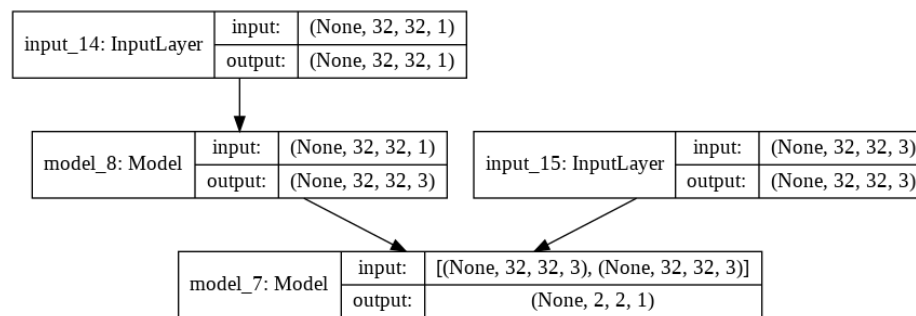 input_14: InputLayer
input: (None, 32, 32, 1)
output: (None, 32, 32, 1)
model_8: Model
input: (None, 32, 32, 1)
output: (None, 32, 32, 3)
input_15: InputLayer
input: (None, 32, 32, 3)
output: (None, 32, 32, 3)
model_7: Model
input: [(None, 32, 32, 3), (None, 32, 32, 3)]
output: (None, 2, 2, 1)